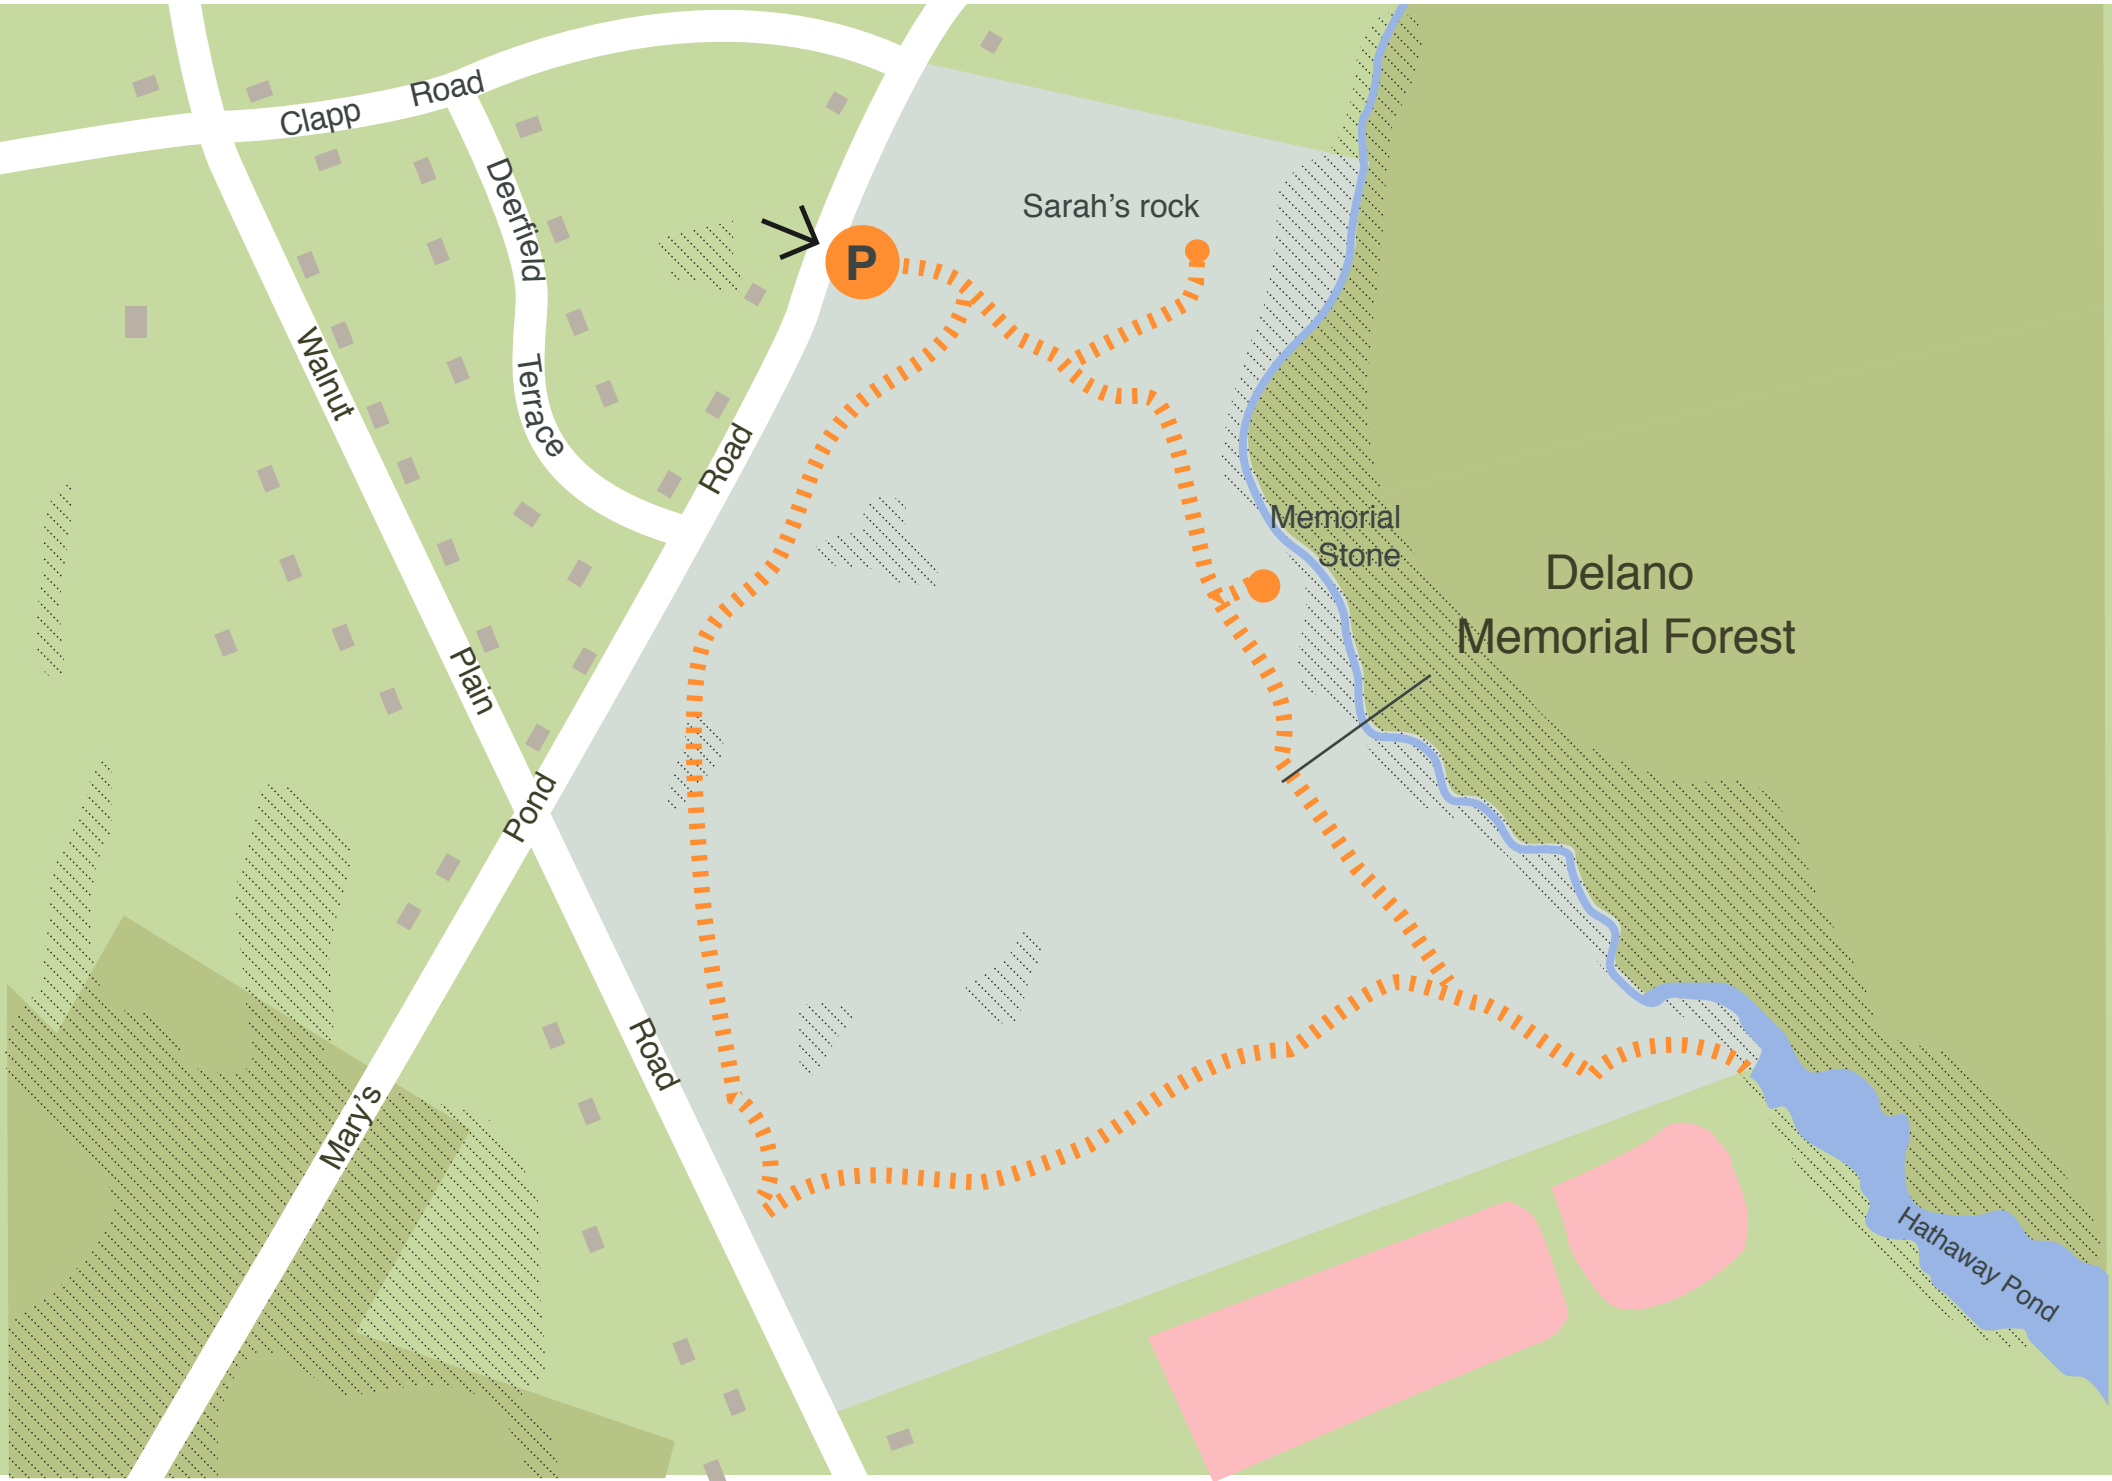 Clapp Road
Deerfield Terrace
Sarah’s rock
P
Walnut Plain Road
Mary’s Pond Road
Memorial
Stone
Delano
Memorial Forest
Hathaway Pond